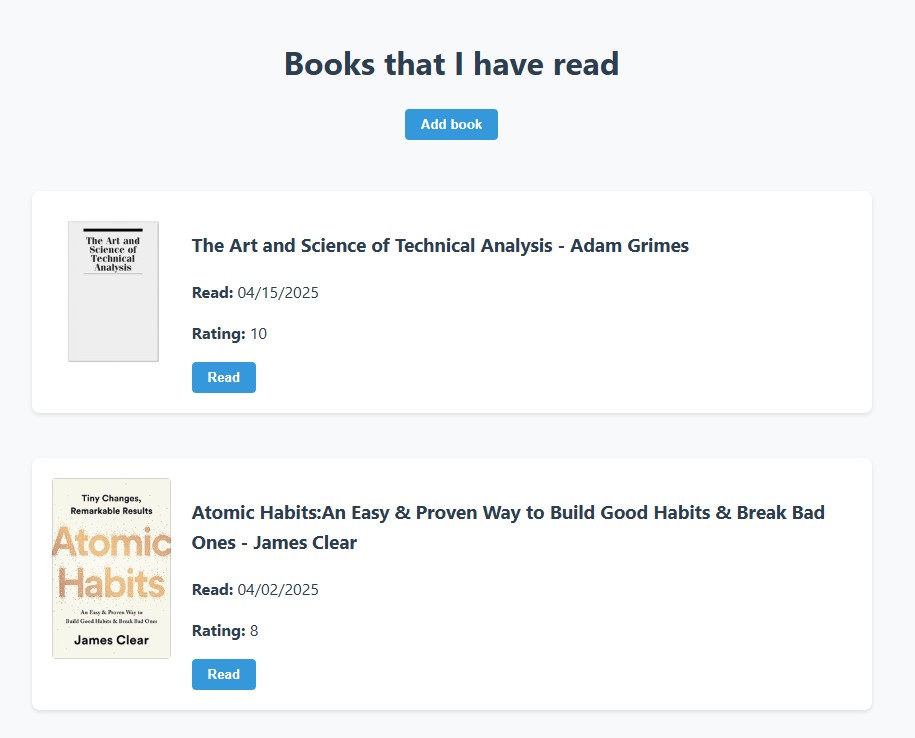 Books that I have read
Add book
The Art and
Science of
Technical
Analysis
The Art and Science of Technical Analysis - Adam Grimes
Read: 04/15/2025
Rating: 10
Read
Tiny Changes,
Remarkable Results
Atomic
Habits
An Easy & Proven Way to
Build Good Habits & Break Bad Ones
James Clear
Atomic Habits:An Easy & Proven Way to Build Good Habits & Break Bad
Ones - James Clear
Read: 04/02/2025
Rating: 8
Read